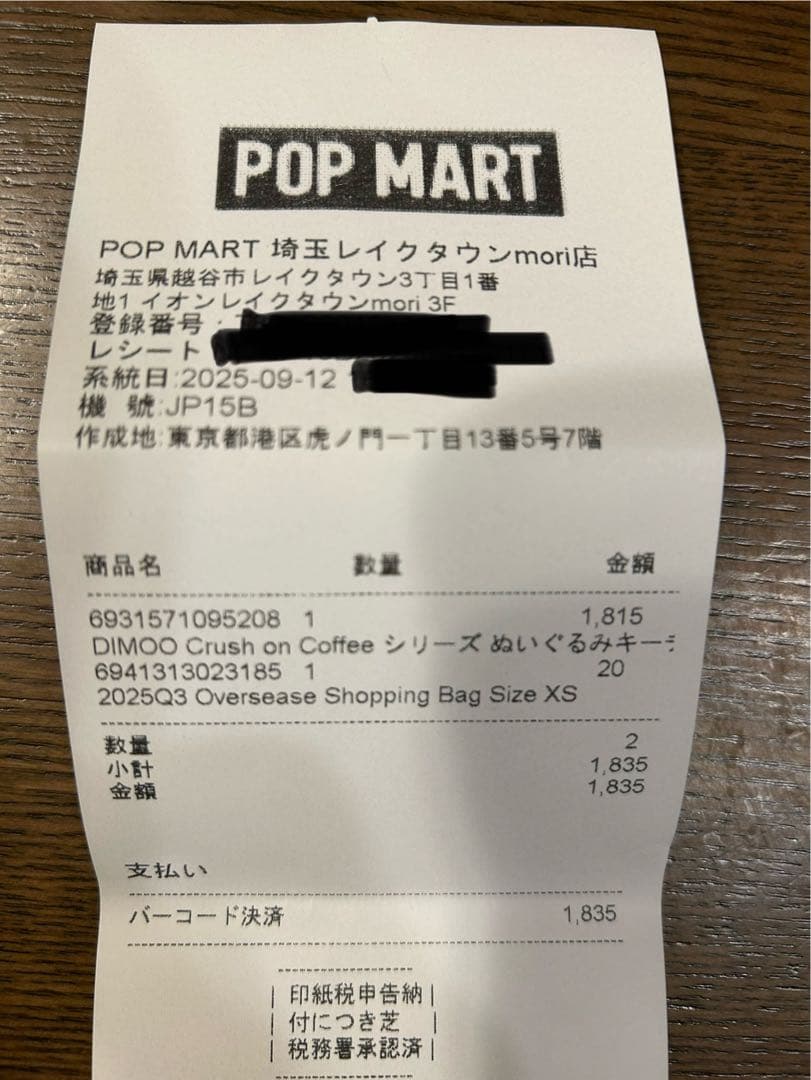 POP MART
POP MART 埼玉レイクタウンmori店
埼玉県越谷市レイクタウン3丁目1番
地1 イオンレイクタウンmori 3F
登録番号:
レシート
系統日:2025-09-12
機 號:JP15B
作成地:東京都港区虎ノ門一丁目13番5号7階
商品名 数量 金額
6931571095208 1 1,815
DIMOO Crush on Coffee シリーズ ぬいぐるみキー
6941313023185 1 20
2025Q3 Oversease Shopping Bag Size XS
数量 2
小計 1,835
金額 1,835
支払い
バーコード決済 1,835
印紙税申告納
付につき芝
税務署承認済